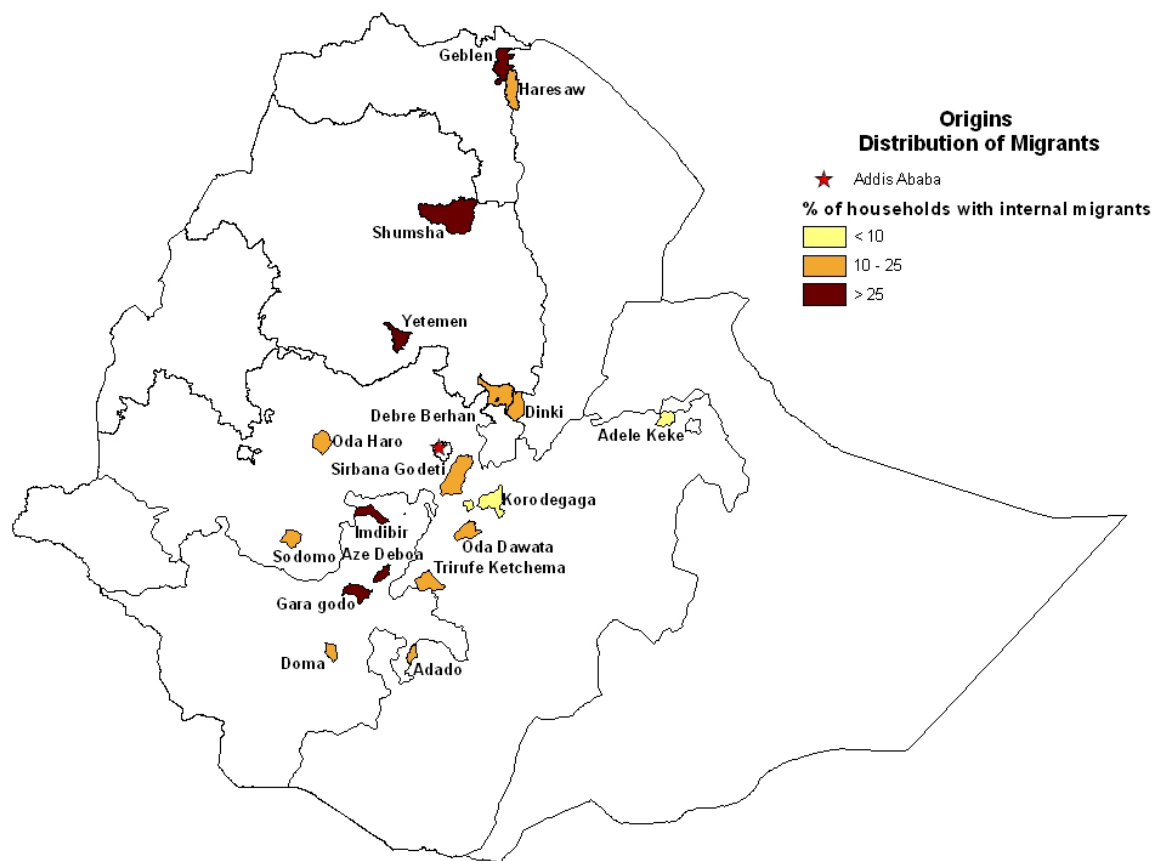 Geblen
Haresaw
Origins
Distribution of Migrants
Addis Ababa
% of households with internal migrants
< 10
10 - 25
> 25
Shumsha
Yetemen
Debre Berhan
Dinki
Adele Keke
Oda Haro
Sirbana Godeti
Korodegaga
Imdibir
Oda Dawata
Sodomo
Aze Deboa
Trirufe Ketchema
Gara godo
Doma
Adado